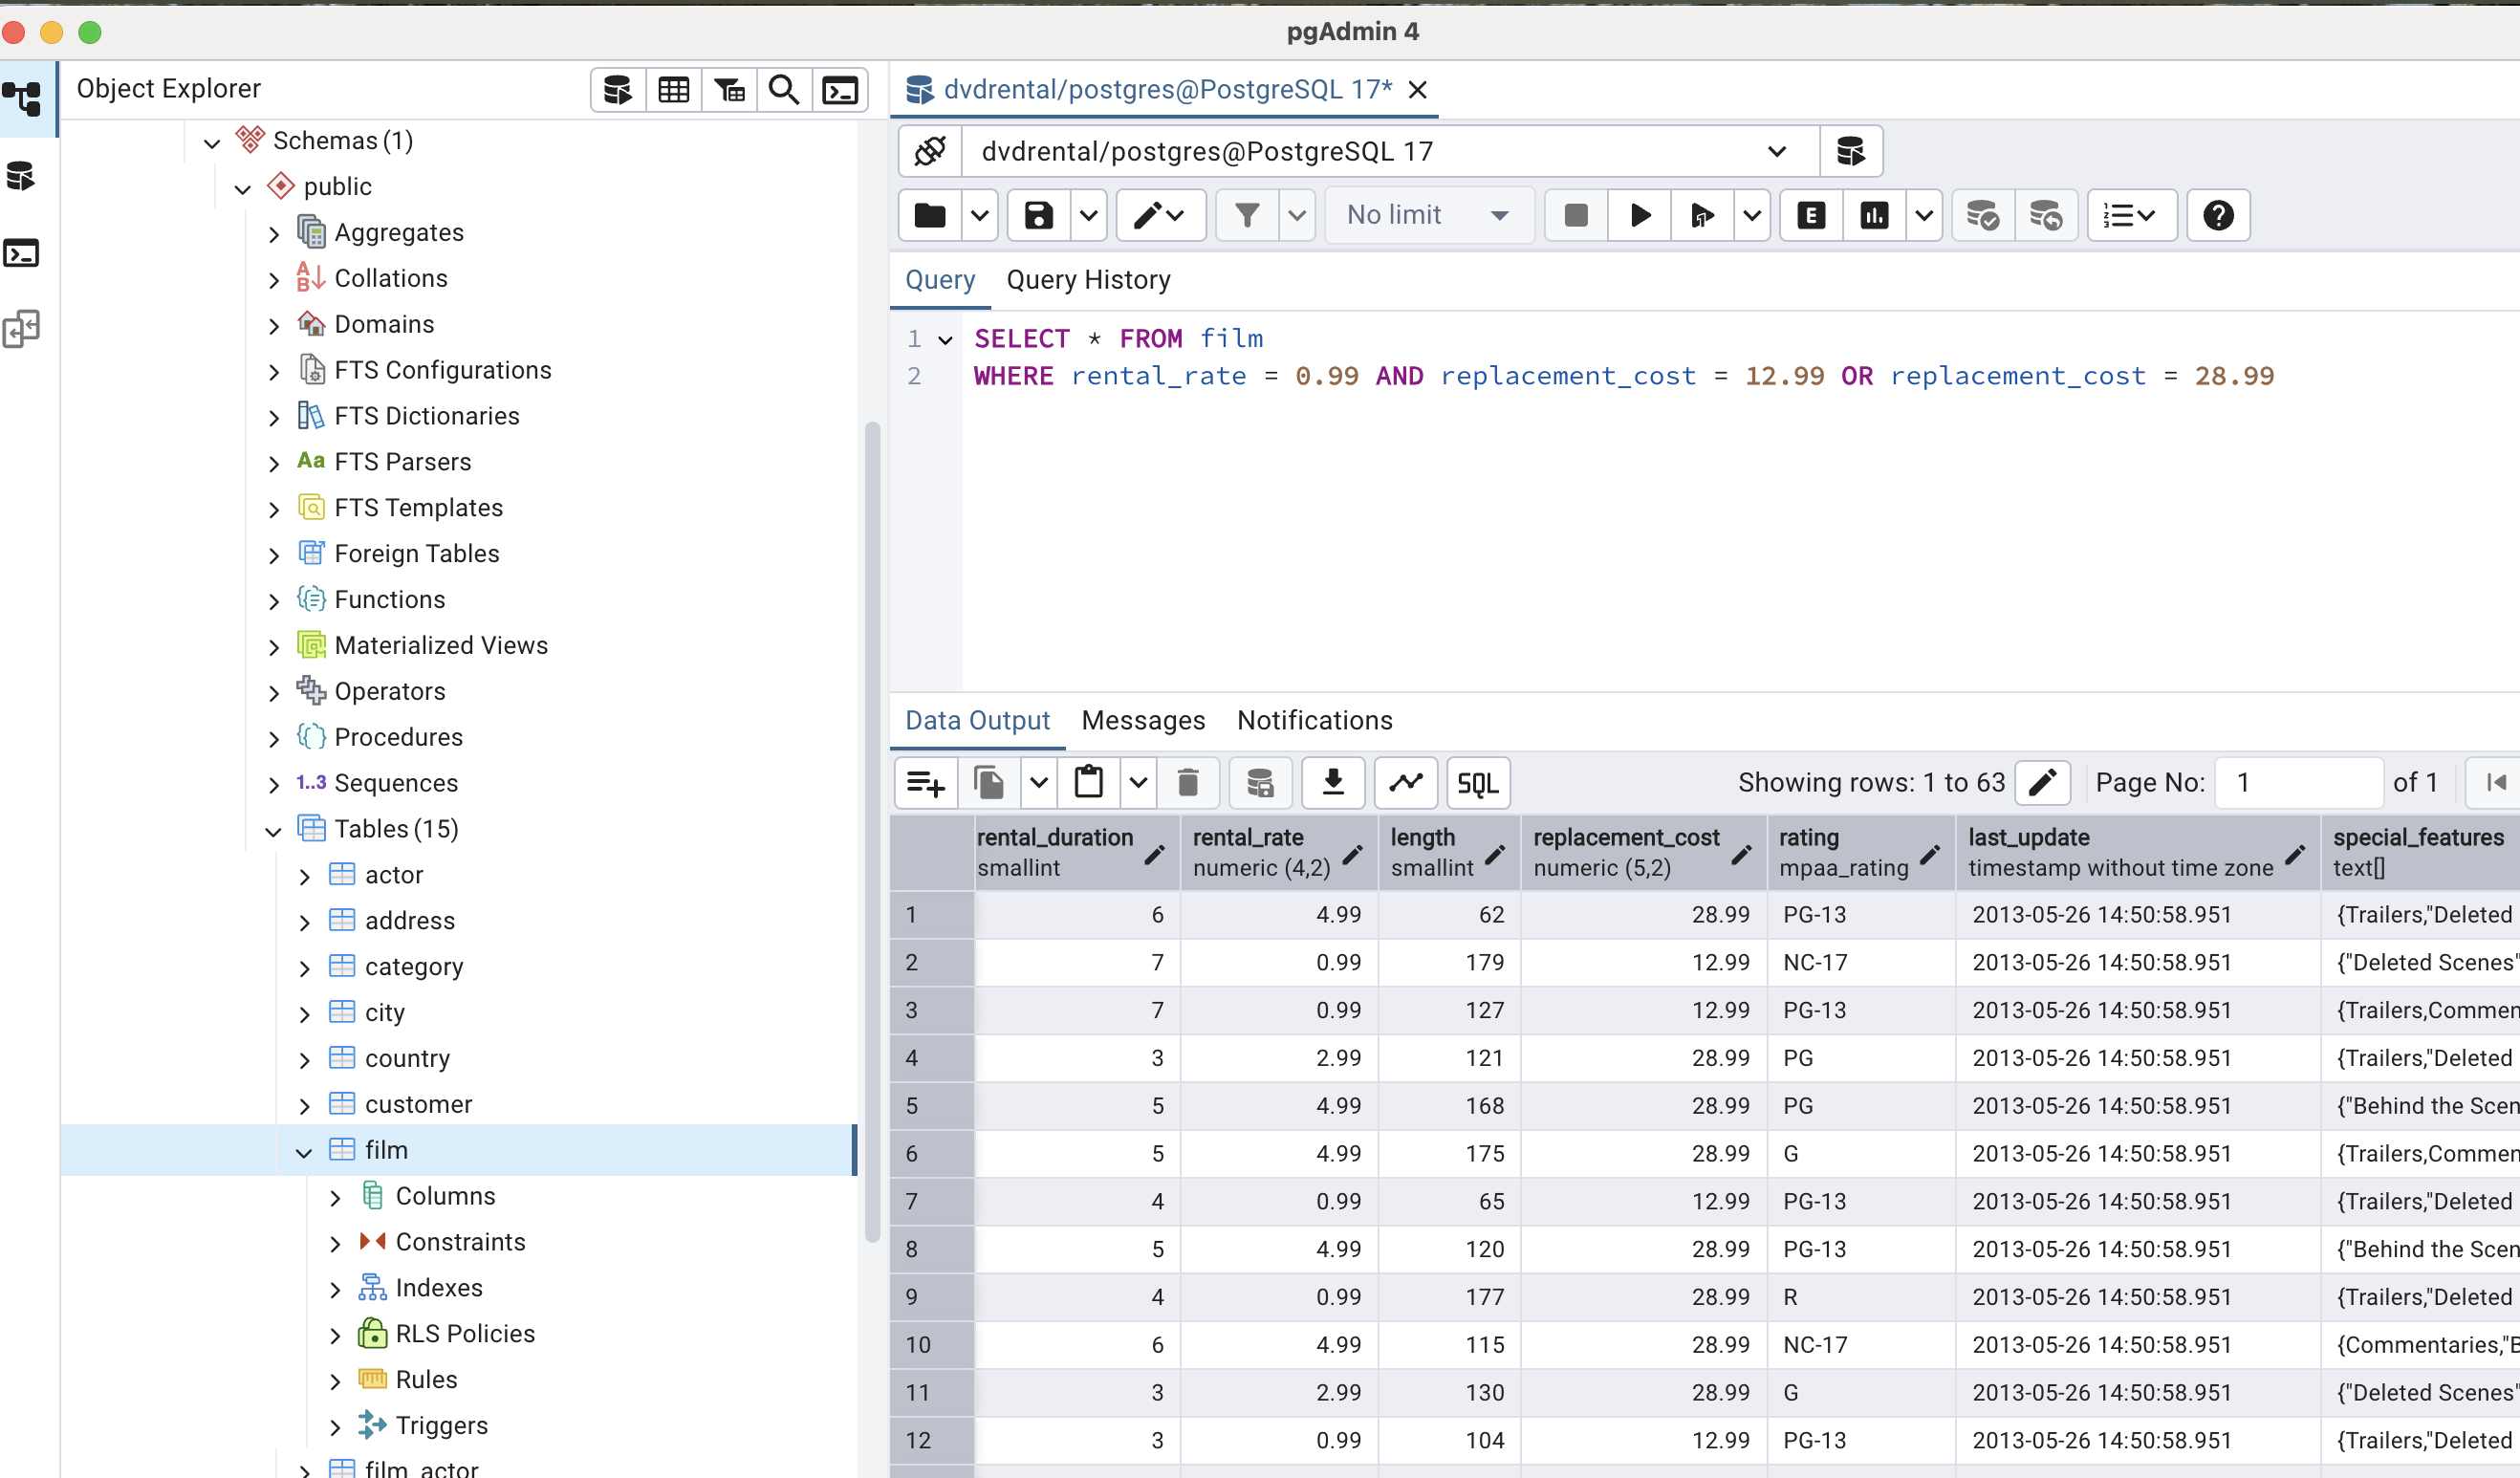 pgAdmin 4
Object Explorer
Schemas (1)
public
Aggregates
Collations
Domains
FTS Configurations
FTS Dictionaries
Aa FTS Parsers
FTS Templates
Foreign Tables
Functions
Materialized Views
Operators
Procedures
1..3 Sequences
Tables (15)
actor
address
category
city
country
customer
film
Columns
Constraints
Indexes
RLS Policies
Rules
Triggers
film_actor
dvdrental/postgres@PostgreSQL 17*
dvdrental/postgres@PostgreSQL 17
No limit
E
Query Query History
1 SELECT * FROM film
2 WHERE rental_rate = 0.99 AND replacement_cost = 12.99 OR replacement_cost = 28.99
Data Output Messages Notifications
SQL Showing rows: 1 to 63 Page No: 1 of 1
rental_duration rental_rate length replacement_cost rating last_update special_features
smallint numeric (4,2) smallint numeric (5,2) mpaa_rating timestamp without time zone text[]
1 6 4.99 62 28.99 PG-13 2013-05-26 14:50:58.951 {Trailers,"Deleted
2 7 0.99 179 12.99 NC-17 2013-05-26 14:50:58.951 {"Deleted Scenes"
3 7 0.99 127 12.99 PG-13 2013-05-26 14:50:58.951 {Trailers,Commen
4 3 2.99 121 28.99 PG 2013-05-26 14:50:58.951 {Trailers,"Deleted
5 5 4.99 168 28.99 PG 2013-05-26 14:50:58.951 {"Behind the Scen
6 5 4.99 175 28.99 G 2013-05-26 14:50:58.951 {Trailers,Commen
7 4 0.99 65 12.99 PG-13 2013-05-26 14:50:58.951 {Trailers,"Deleted
8 5 4.99 120 28.99 PG-13 2013-05-26 14:50:58.951 {"Behind the Scen
9 4 0.99 177 28.99 R 2013-05-26 14:50:58.951 {Trailers,"Deleted
10 6 4.99 115 28.99 NC-17 2013-05-26 14:50:58.951 {Commentaries,"B
11 3 2.99 130 28.99 G 2013-05-26 14:50:58.951 {"Deleted Scenes"
12 3 0.99 104 12.99 PG-13 2013-05-26 14:50:58.951 {Trailers,"Deleted